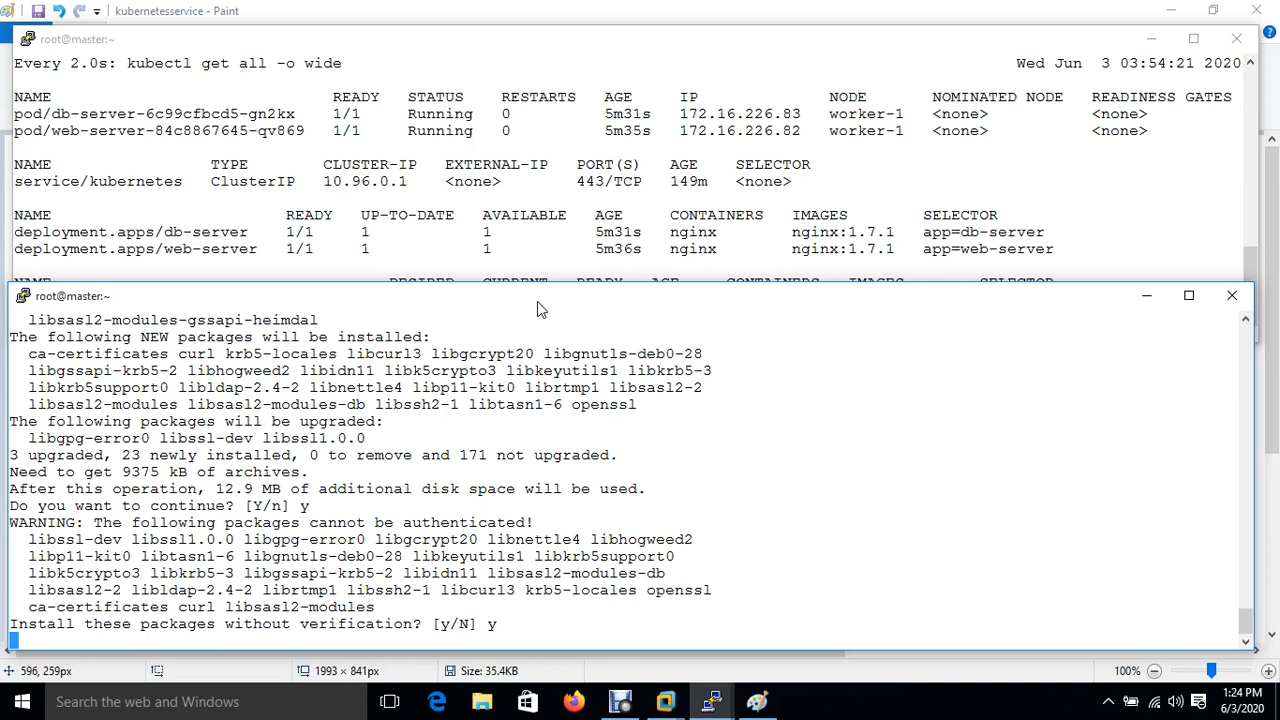 kubernetesservice - Paint
root@master:~
Every 2.0s: kubectl get all -o wide Wed Jun 3 03:54:21 2020
NAME READY STATUS RESTARTS AGE IP NODE NOMINATED NODE READINESS GATES
pod/db-server-6c99cfbcd5-gn2kx 1/1 Running 0 5m31s 172.16.226.83 worker-1 <none> <none>
pod/web-server-84c8867645-qv869 1/1 Running 0 5m35s 172.16.226.82 worker-1 <none> <none>
NAME TYPE CLUSTER-IP EXTERNAL-IP PORT(S) AGE SELECTOR
service/kubernetes ClusterIP 10.96.0.1 <none> 443/TCP 149m <none>
NAME READY UP-TO-DATE AVAILABLE AGE CONTAINERS IMAGES SELECTOR
deployment.apps/db-server 1/1 1 1 5m31s nginx nginx:1.7.1 app=db-server
deployment.apps/web-server 1/1 1 1 5m36s nginx nginx:1.7.1 app=web-server
NAME DESIRED CURRENT READY AGE CONTAINERS IMAGES SELECTOR
root@master:~
libsasl2-modules-gssapi-heimdal
The following NEW packages will be installed:
ca-certificates curl krb5-locales libcurl3 libgcrypt20 libgnutls-deb0-28
libgssapi-krb5-2 libhogweed2 libidn11 libk5crypto3 libkeyutils1 libkrb5-3
libkrb5support0 libldap-2.4-2 libnettle4 libp11-kit0 librtmp1 libsasl2-2
libsasl2-modules libsasl2-modules-db libssh2-1 libtasn1-6 openssl
The following packages will be upgraded:
libgpg-error0 libssl-dev libssl1.0.0
3 upgraded, 23 newly installed, 0 to remove and 171 not upgraded.
Need to get 9375 kB of archives.
After this operation, 12.9 MB of additional disk space will be used.
Do you want to continue? [Y/n] y
WARNING: The following packages cannot be authenticated!
libssl-dev libssl1.0.0 libgpg-error0 libgcrypt20 libnettle4 libhogweed2
libp11-kit0 libtasn1-6 libgnutls-deb0-28 libkeyutils1 libkrb5support0
libk5crypto3 libkrb5-3 libgssapi-krb5-2 libidn11 libsasl2-modules-db
libsasl2-2 libldap-2.4-2 librtmp1 libssh2-1 libcurl3 krb5-locales openssl
ca-certificates curl libsasl2-modules
Install these packages without verification? [y/N] y
596, 259px 1993 × 841px Size: 35.4KB 100%
Search the web and Windows 1:24 PM
6/3/2020